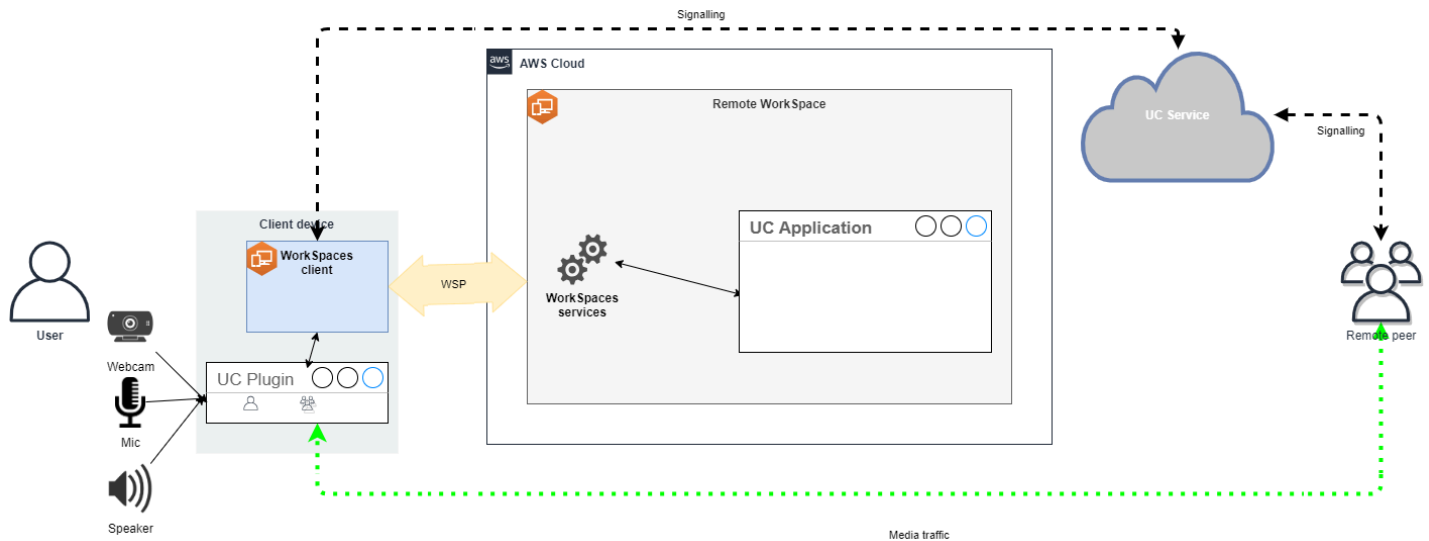 Signalling
aws
AWS Cloud
Remote WorkSpace
UC Service
Signalling
Client device
WorkSpaces
client
UC Application
WSP
WorkSpaces
services
User
Remote peer
Webcam
UC Plugin
Mic
Speaker
Media traffic